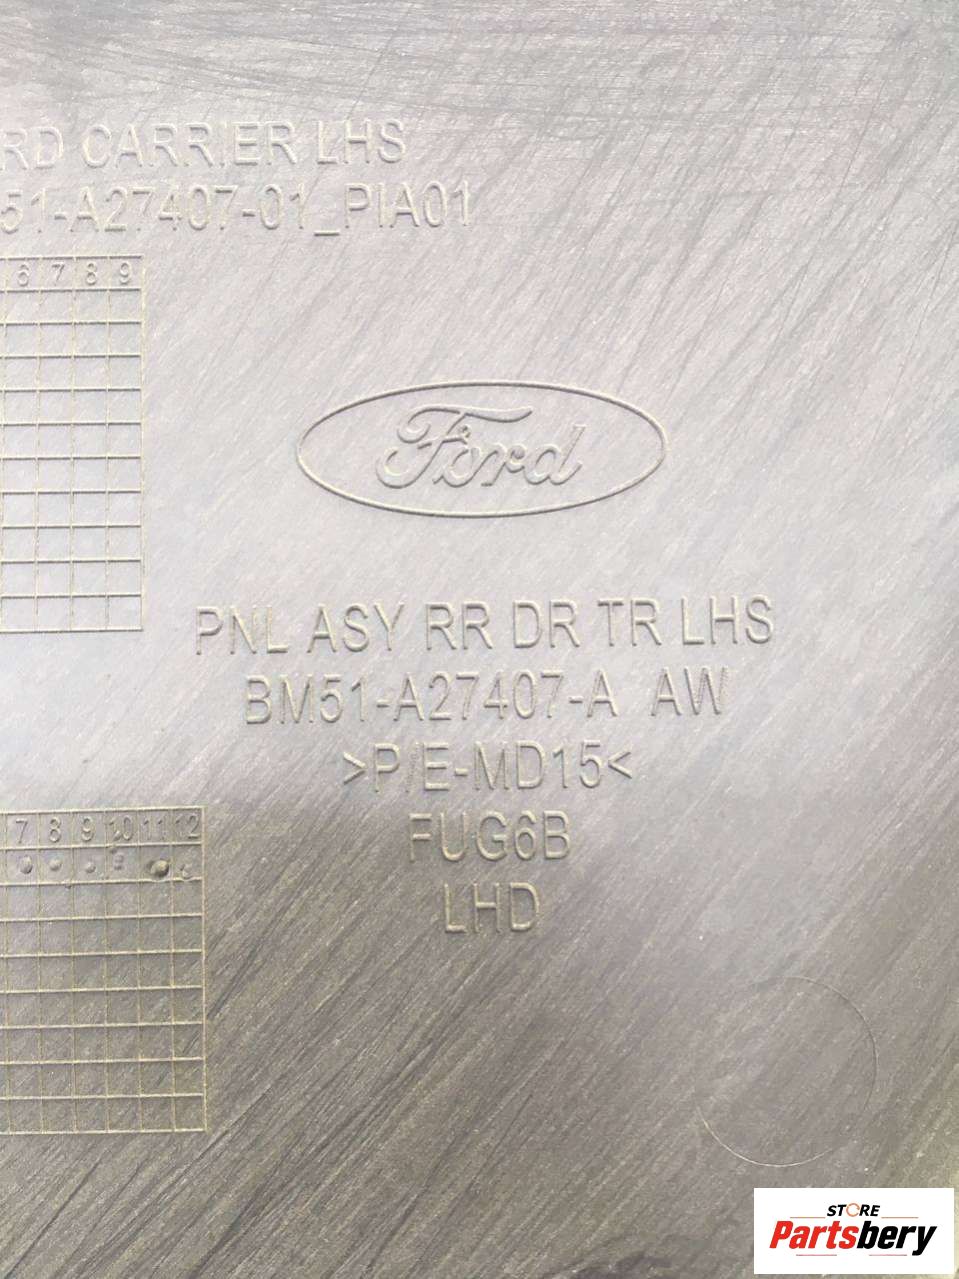 RD CARRIER LHS
51-A27407-01_PIA01
6 7 8 9
Ford
PNL ASY RR DR TR LHS
BM51-A27407-A AW
>P/E-MD15<
FUG6B
LHD
7 8 9 10 11 12
STORE
Partsbery